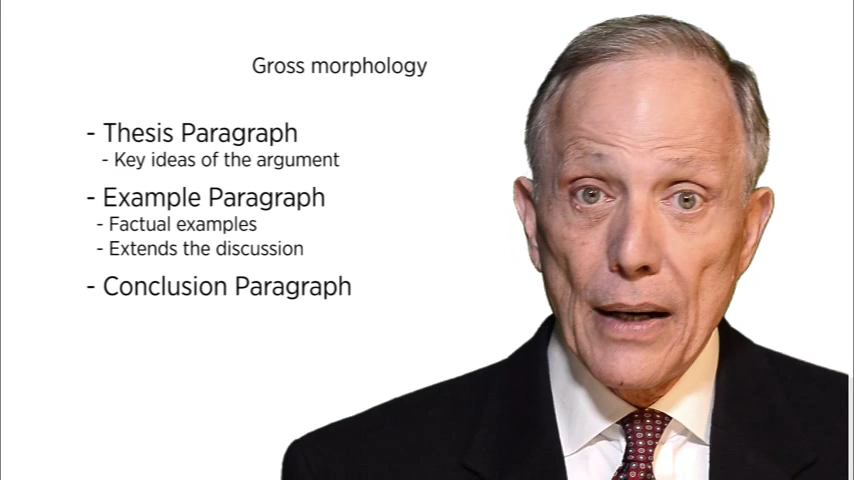 Gross morphology
- Thesis Paragraph
- Key ideas of the argument
- Example Paragraph
- Factual examples
- Extends the discussion
- Conclusion Paragraph